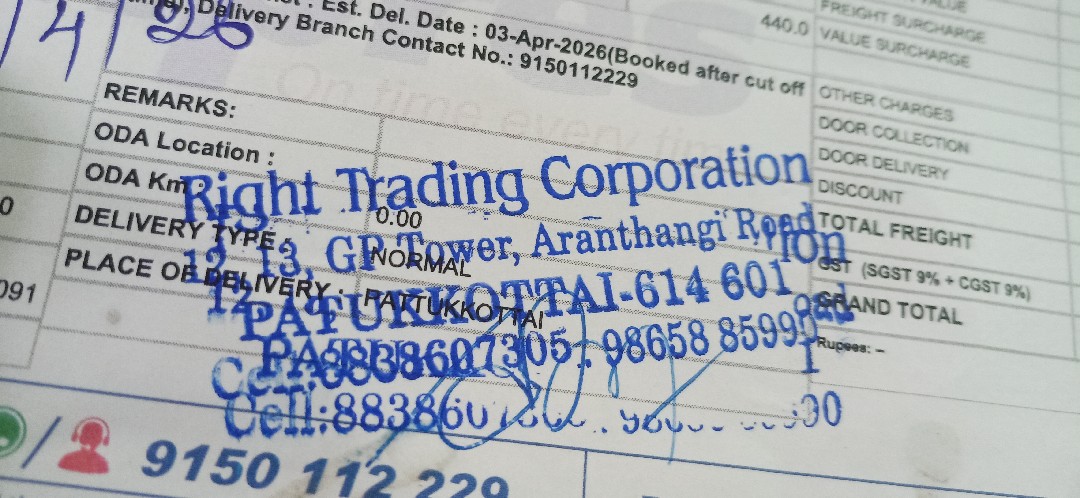 4/26
Est. Del. Date : 03-Apr-2026(Booked after cut off
Delivery Branch Contact No.: 9150112229
REMARKS:
ODA Location :
ODA Km
0.00
DELIVERY TYPE :
NORMAL
PLACE OF DELIVERY :
PATTUKKOTTAI
Right Trading Corporation
12, 13, GP Tower, Aranthangi Road
PATTUKKOTTAI-614 601
Cell:8838607305, 98658 85990
Cell:88386
440.0
FREIGHT SURCHARGE
VALUE SURCHARGE
OTHER CHARGES
DOOR COLLECTION
DOOR DELIVERY
DISCOUNT
TOTAL FREIGHT
GST (SGST 9% + CGST 9%)
GRAND TOTAL
Rupees: -
091
9150 112 229